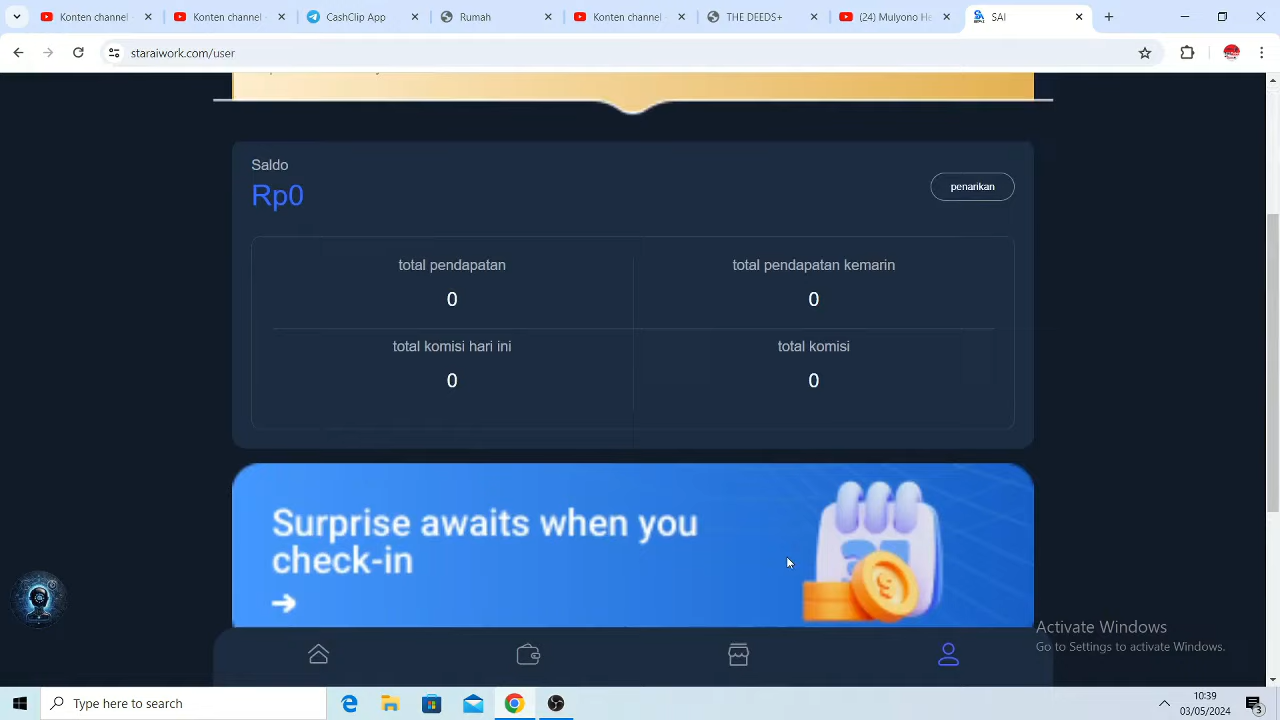 Konten channel
Konten channel
CashClip App
Rumah
Konten channel
THE EEDS+
(24) Mulyono He
SAI
staraiwork.com/user
Saldo
Rp0
penarikan
total pendapatan
total pendapatan kemarin
0
0
total komisi hari ini
total komisi
0
0
Surprise awaits when you
check-in
Activate Windows
Go to Settings to activate Windows.
Type here to search
10:39
03/05/2024
3